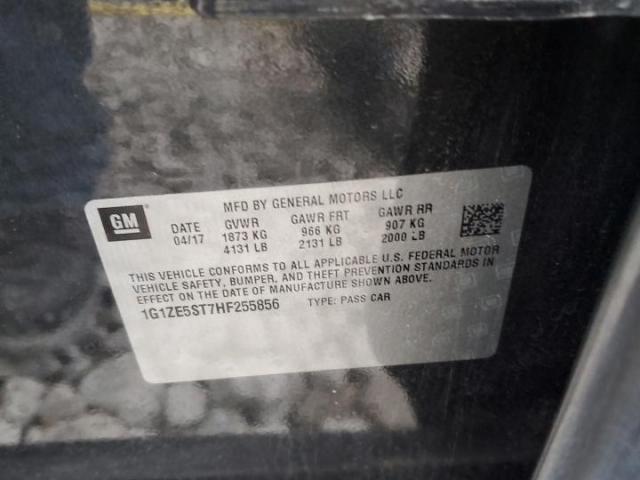 MFD BY GENERAL MOTORS LLC
GM
DATE GVWR GAWR FRT GAWR RR
04/17 1873 KG 966 KG 907 KG
4131 LB 2131 LB 2000 LB
THIS VEHICLE CONFORMS TO ALL APPLICABLE U.S. FEDERAL MOTOR
VEHICLE SAFETY, BUMPER, AND THEFT PREVENTION STANDARDS IN
EFFECT ON THE DATE OF MANUFACTURE SHOWN ABOVE.
1G1ZE5ST7HF255856 TYPE: PASS CAR